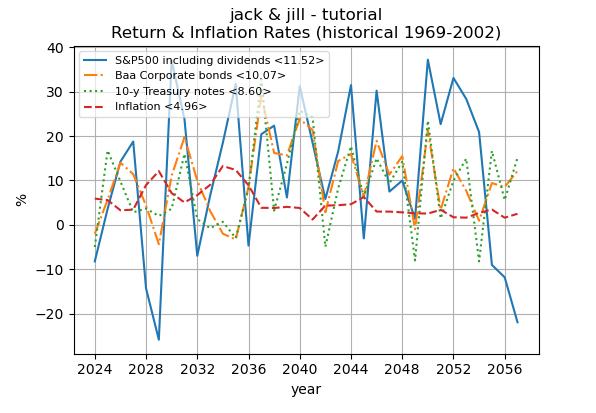 jack & jill - tutorial
Return & Inflation Rates (historical 1969-2002)
S&P500 including dividends <11.52>
Baa Corporate bonds <10.07>
10-y Treasury notes <8.60>
Inflation <4.96>
40
30
20
10
0
−10
−20
%
2024 2028 2032 2036 2040 2044 2048 2052 2056
year